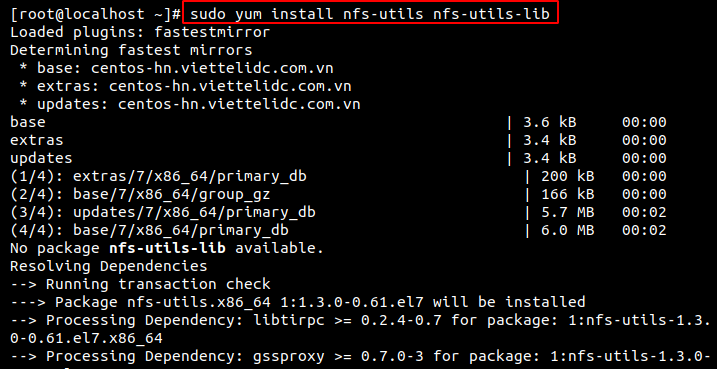 [root@localhost ~]# sudo yum install nfs-utils nfs-utils-lib
Loaded plugins: fastestmirror
Determining fastest mirrors
 * base: centos-hn.viettelidc.com.vn
 * extras: centos-hn.viettelidc.com.vn
 * updates: centos-hn.viettelidc.com.vn
base | 3.6 kB 00:00
extras | 3.4 kB 00:00
updates | 3.4 kB 00:00
(1/4): extras/7/x86_64/primary_db | 200 kB 00:00
(2/4): base/7/x86_64/group_gz | 166 kB 00:00
(3/4): updates/7/x86_64/primary_db | 5.7 MB 00:02
(4/4): base/7/x86_64/primary_db | 6.0 MB 00:02
No package nfs-utils-lib available.
Resolving Dependencies
--> Running transaction check
---> Package nfs-utils.x86_64 1:1.3.0-0.61.el7 will be installed
--> Processing Dependency: libtirpc >= 0.2.4-0.7 for package: 1:nfs-utils-1.3.
0-0.61.el7.x86_64
--> Processing Dependency: gssproxy >= 0.7.0-3 for package: 1:nfs-utils-1.3.0-